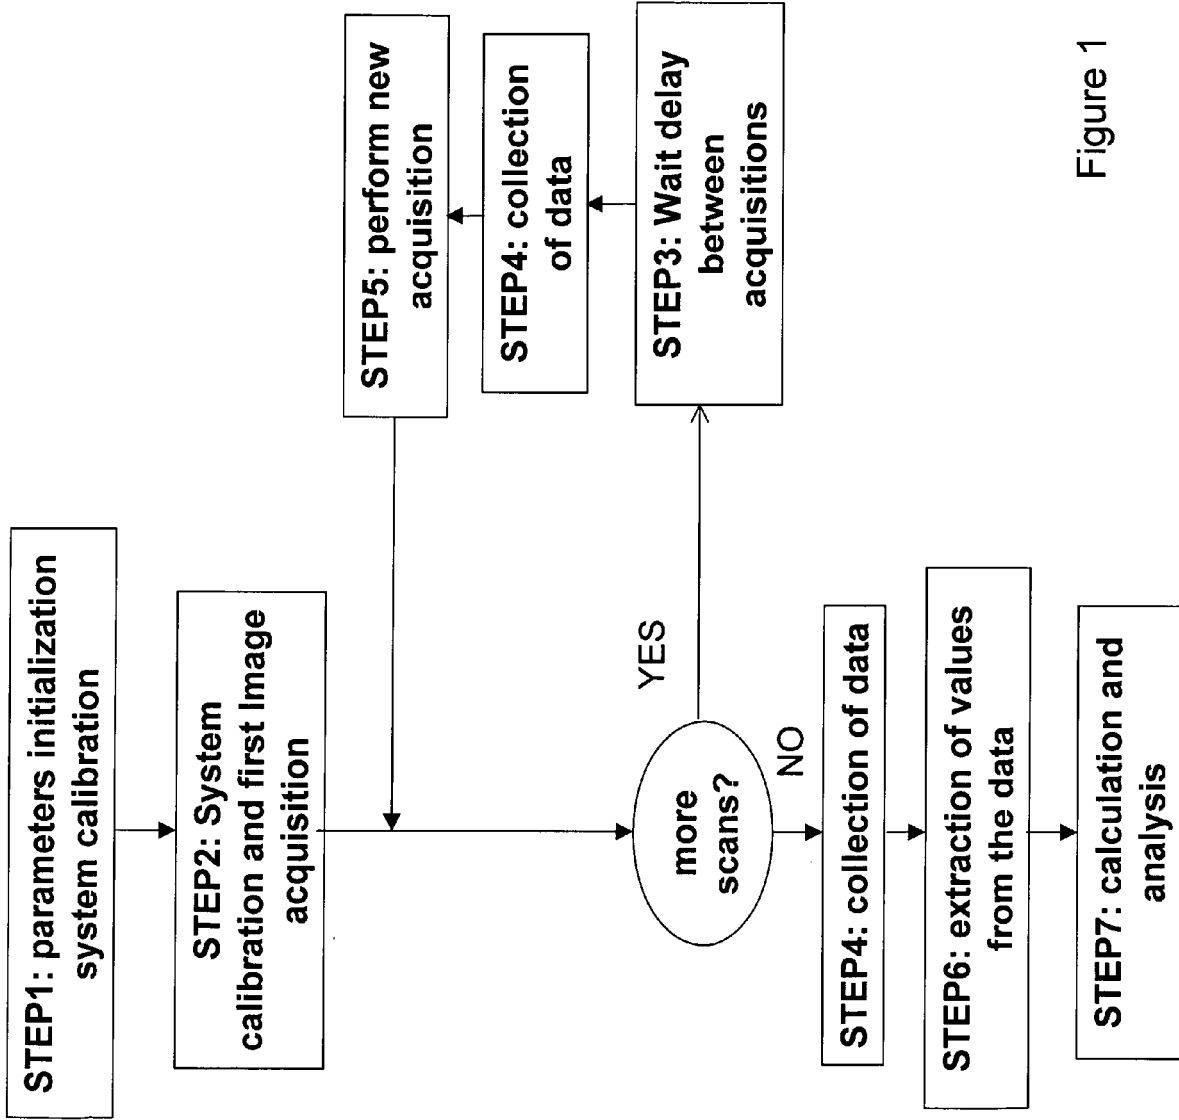 STEP1: parameters initialization
system calibration
STEP2: System
calibration and first Image
acquisition
more
scans?
YES
NO
STEP3: Wait delay
between
acquisitions
STEP4: collection
of data
STEP5: perform new
acquisition
STEP4: collection of data
STEP6: extraction of values
from the data
STEP7: calculation and
analysis
Figure 1